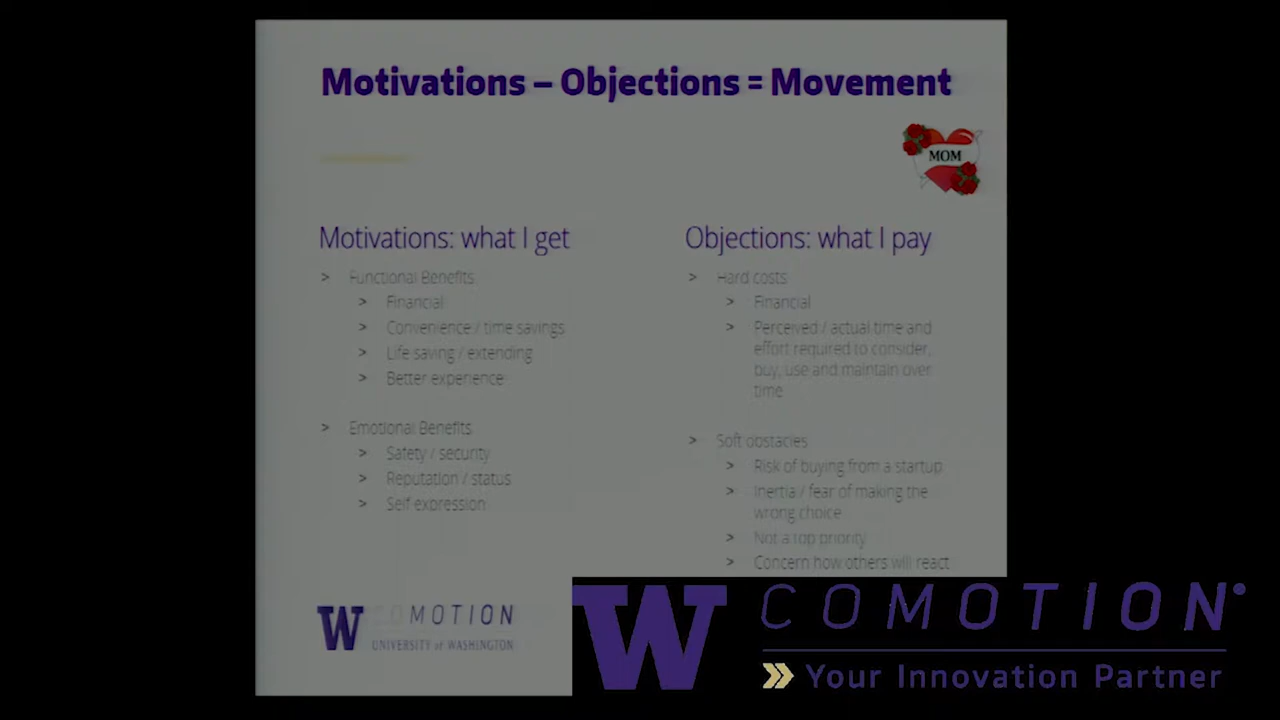 Motivations – Objections = Movement
MOM
Motivations: what I get
> Functional Benefits
> Financial
> Convenience / time savings
> Life saving / extending
> Better experience
> Emotional Benefits
> Safety / security
> Reputation / status
> Self expression
Objections: what I pay
> Hard costs
> Financial
> Perceived / actual time and
effort required to consider,
buy, use and maintain over
time
> Soft obstacles
> Risk of buying from a startup
> Inertia / fear of making the
wrong choice
> Not a top priority
> Concern how others will react
W COMOTION
UNIVERSITY of WASHINGTON
W COMOTION
Your Innovation Partner